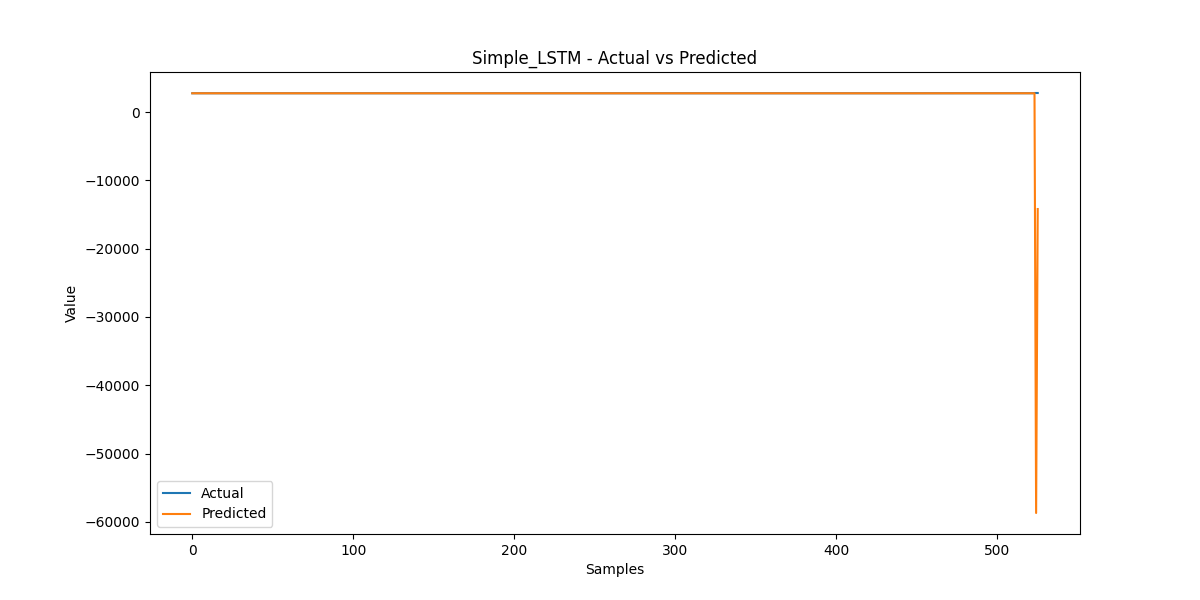 Simple_LSTM - Actual vs Predicted
0
−10000
−20000
−30000
−40000
−50000
−60000
Value
Actual
Predicted
0 100 200 300 400 500
Samples